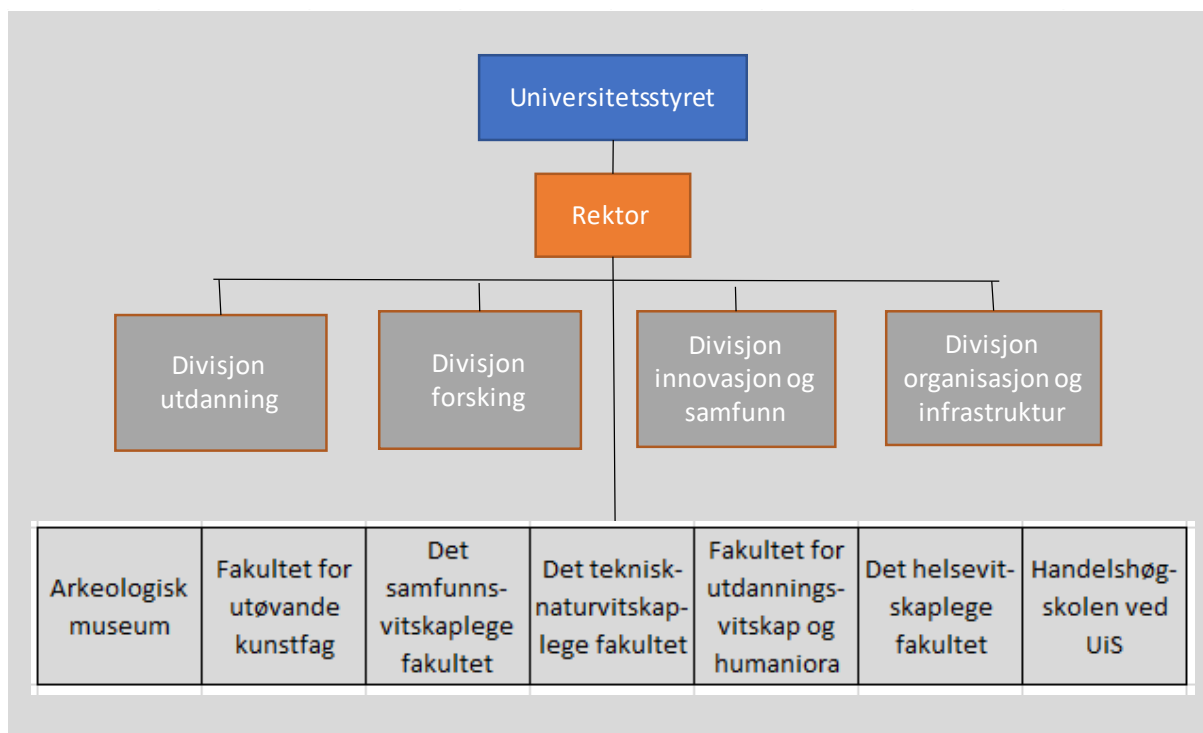 Universitetsstyret
Rektor
Divisjon
utdanning
Divisjon
forsking
Divisjon
innovasjon og
samfunn
Divisjon
organisasjon og
infrastruktur
Arkeologisk
museum
Fakultet for
utøvande
kunstfag
Det
samfunns-
vitskaplege
fakultet
Det teknisk-
naturvitskap-
lege fakultet
Fakultet for
utdannings-
vitskap og
humaniora
Det helsevit-
skaplege
fakultet
Handelshøg-
skolen ved
UiS